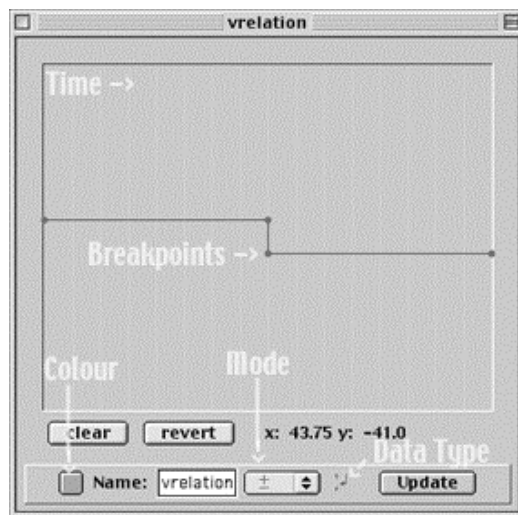 vrelation
Time ->
Breakpoints ->
Colour
Mode
clear revert x: 43.75 y: -41.0
Data Type
Name: vrelation ± Update